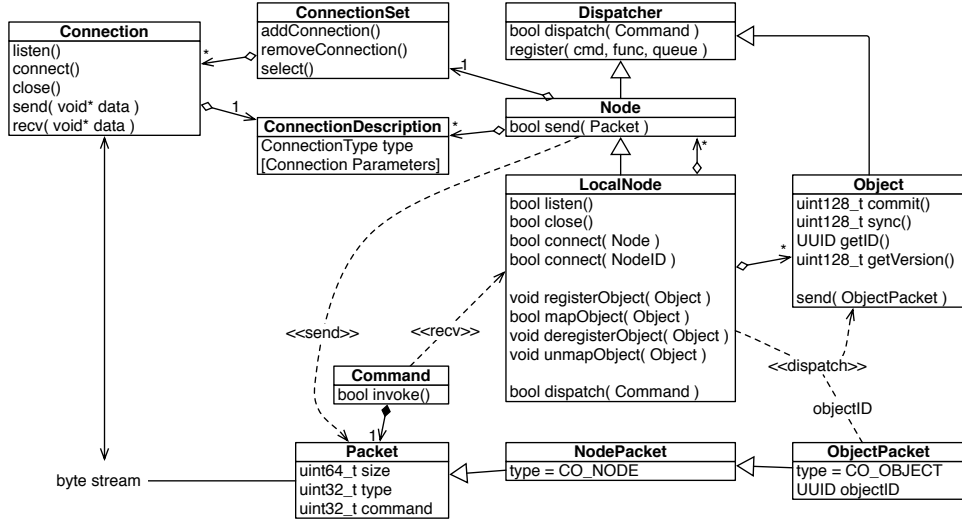 Connection
listen()
connect()
close()
send( void* data )
recv( void* data )
ConnectionSet
addConnection()
removeConnection()
select()
Dispatcher
bool dispatch( Command )
register( cmd, func, queue )
*
1
1
ConnectionDescription
ConnectionType type
[Connection Parameters]
*
Node
bool send( Packet )
*
LocalNode
bool listen()
bool close()
bool connect( Node )
bool connect( NodeID )
void registerObject( Object )
bool mapObject( Object )
void deregisterObject( Object )
void unmapObject( Object )
bool dispatch( Command )
*
Object
uint128_t commit()
uint128_t sync()
UUID getID()
uint128_t getVersion()
send( ObjectPacket )
<<send>>
<<recv>>
<<dispatch>>
objectID
Command
bool invoke()
1
byte stream
Packet
uint64_t size
uint32_t type
uint32_t command
NodePacket
type = CO_NODE
ObjectPacket
type = CO_OBJECT
UUID objectID